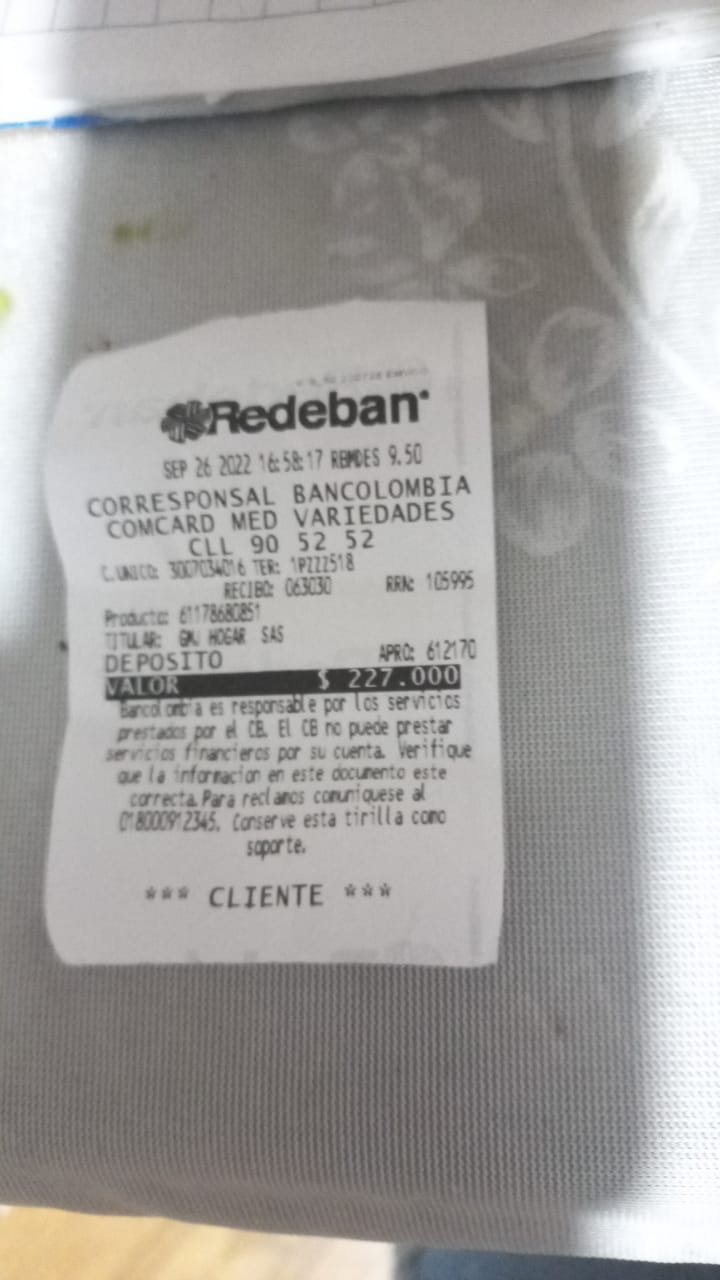 Redeban
SEP 26 2022 16:58:17 RBMDES 9.50
CORRESPONSAL BANCOLOMBIA
COMCARD MED VARIEDADES
CLL 90 52 52
C.UNICO: 3007034016 TER: 1PZZZ518
RECIBO: 063030 RRN: 105995
Producto: 61178680851
TITULAR: HOGAR SAS
DEPOSITO APRO: 612170
VALOR $ 227.000
Bancolombia es responsable por los servicios
prestados por el CB. El CB no puede prestar
servicios financieros por su cuenta. Verifique
que la informacion en este documento este
correcta. Para reclamos comuniquese al
018000912345. Conserve esta tirilla como
soporte.
*** CLIENTE ***